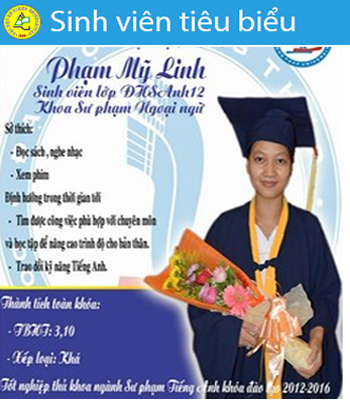 Sinh viên tiêu biểu
Phạm Mỹ Linh
Sinh viên lớp ĐHSAnh12
Khoa Sư phạm Ngoại ngữ
Sở thích:
- Đọc sách, nghe nhạc
- Xem phim
Định hướng trong thời gian tới
- Tìm được công việc phù hợp với chuyên môn
và học tập để nâng cao trình độ cho bản thân.
- Trao dồi kỹ năng Tiếng Anh.
Thành tích toàn khóa:
- TBHT: 3,10
- Xếp loại: Khá
Tốt nghiệp thủ khoa ngành Sư phạm Tiếng Anh khóa đào tạo 2012-2016